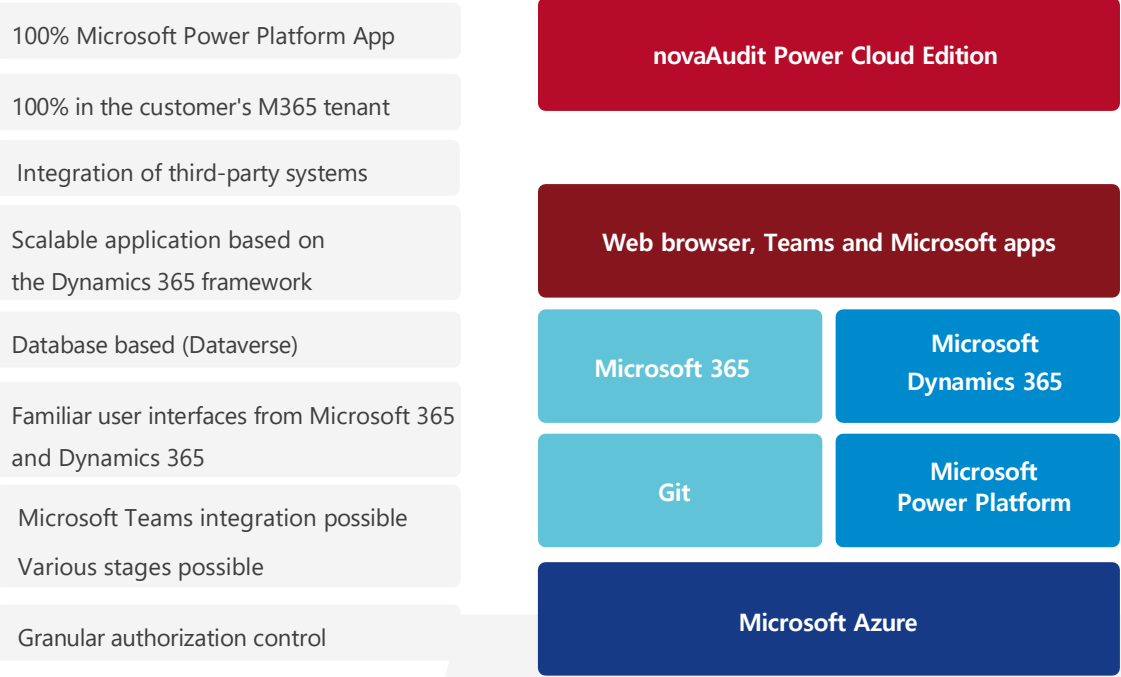 100% Microsoft Power Platform App
100% in the customer's M365 tenant
Integration of third-party systems
Scalable application based on
the Dynamics 365 framework
Database based (Dataverse)
Familiar user interfaces from Microsoft 365
and Dynamics 365
Microsoft Teams integration possible
Various stages possible
Granular authorization control
novaAudit Power Cloud Edition
Web browser, Teams and Microsoft apps
Microsoft 365
Microsoft
Dynamics 365
Git
Microsoft
Power Platform
Microsoft Azure